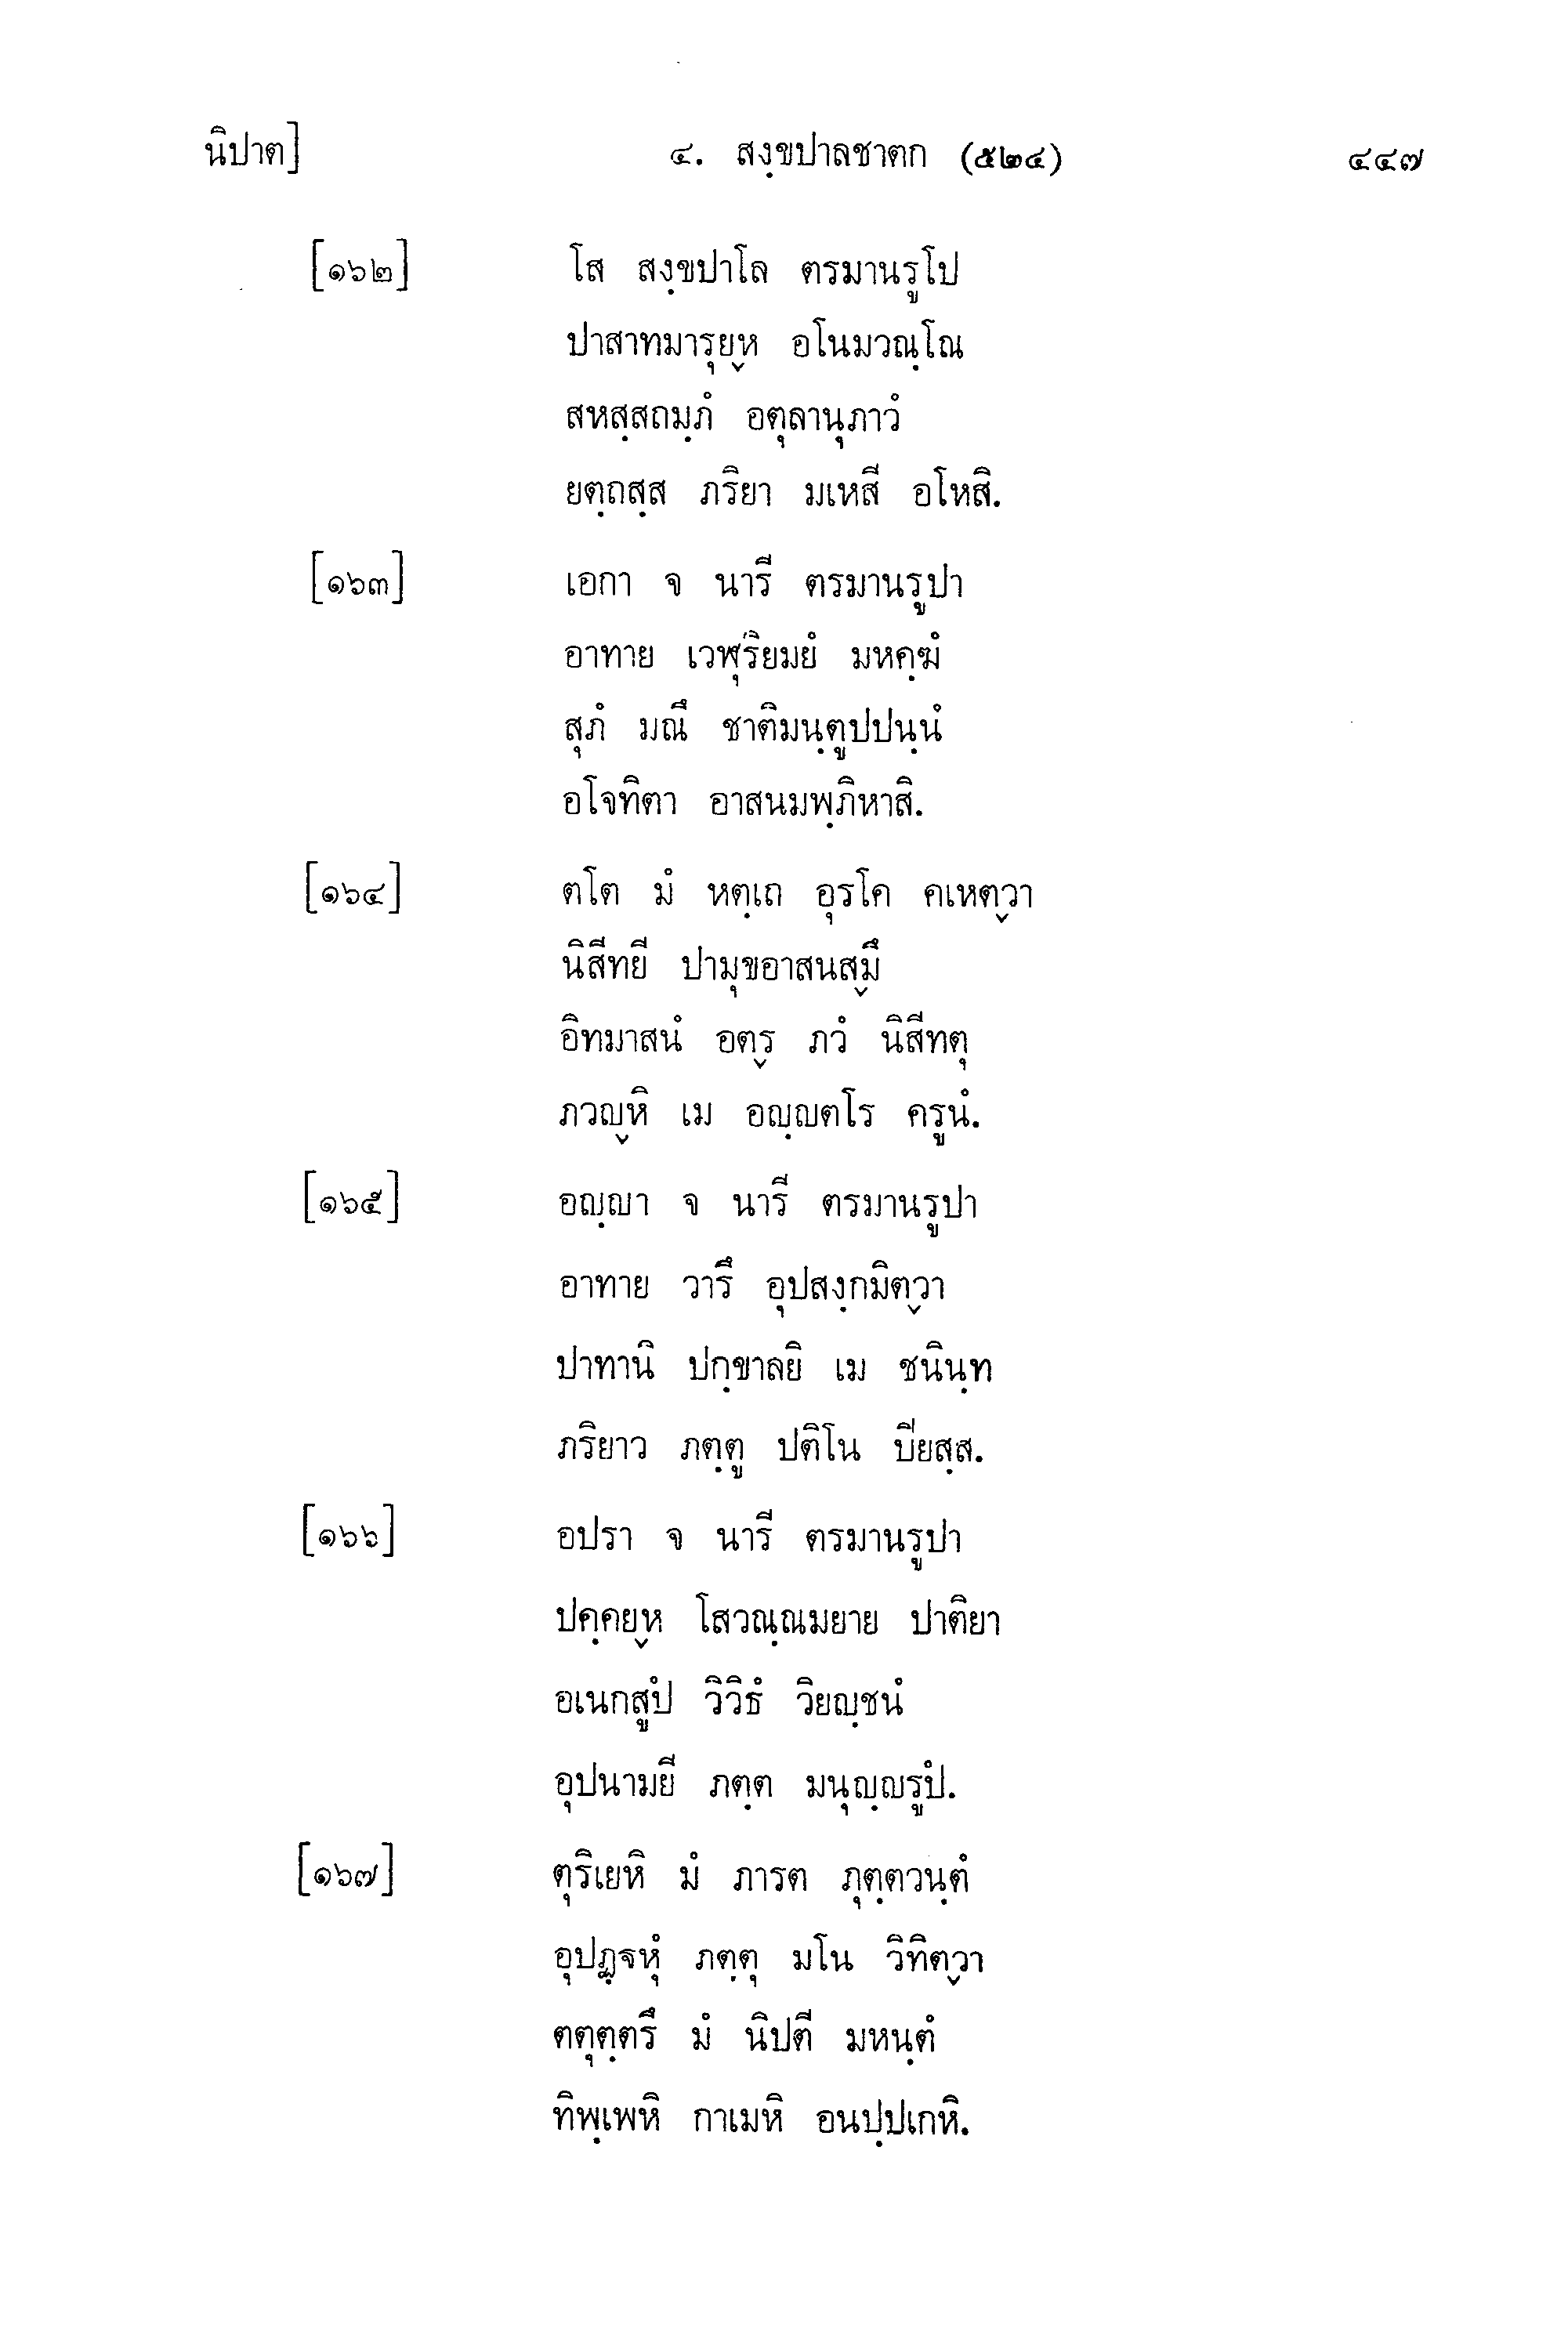 นิปาต] ๔. สงฺขปาลชาตก (๕๒๔) ๔๔๗
[๑๖๒] โส สงฺขปาโล ตรมานรูโป
ปาสาทมารุยฺห อโนมวณฺโณ
สหสฺสถมฺภํ อตุลานุภาวํ
ยตฺถสฺส ภริยา มเหสี อโหสิ.
[๑๖๓] เอกา จ นารี ตรมานรูปา
อาทาย เวฬุริยมยํ มหคฺฆํ
สุภํ มณึ ชาติมนฺตูปปนฺนํ
อโจทิตา อาสนมพฺภิหาสิ.
[๑๖๔] ตโต มํ หตฺเถ อุรโค คเหตฺวา
นิสีทยี ปามุขอาสนสฺมึ
อิทมาสนํ อตฺร ภวํ นิสีทตุ
ภวญฺหิ เม อญฺญตโร ครูนํ.
[๑๖๕] อญฺญา จ นารี ตรมานรูปา
อาทาย วารึ อุปสงฺกมิตฺวา
ปาทานิ ปกฺขาลยิ เม ชนินฺท
ภริยาว ภตฺตู ปติโน ปิยสฺส.
[๑๖๖] อปรา จ นารี ตรมานรูปา
ปคฺคยฺห โสวณฺณมยาย ปาติยา
อเนกสูปํ วิวิธํ วิยญฺชนํ
อุปนามยี ภตฺต มนุญฺญรูปํ.
[๑๖๗] ตุริเยหิ มํ ภารต ภุตฺตวนฺตํ
อุปฏฺฐหุํ ภตฺตุ มโน วิทิตฺวา
ตตุตฺตรึ มํ นิปตี มหนฺตํ
ทิพฺเพหิ กาเมหิ อนปฺปเกหิ.